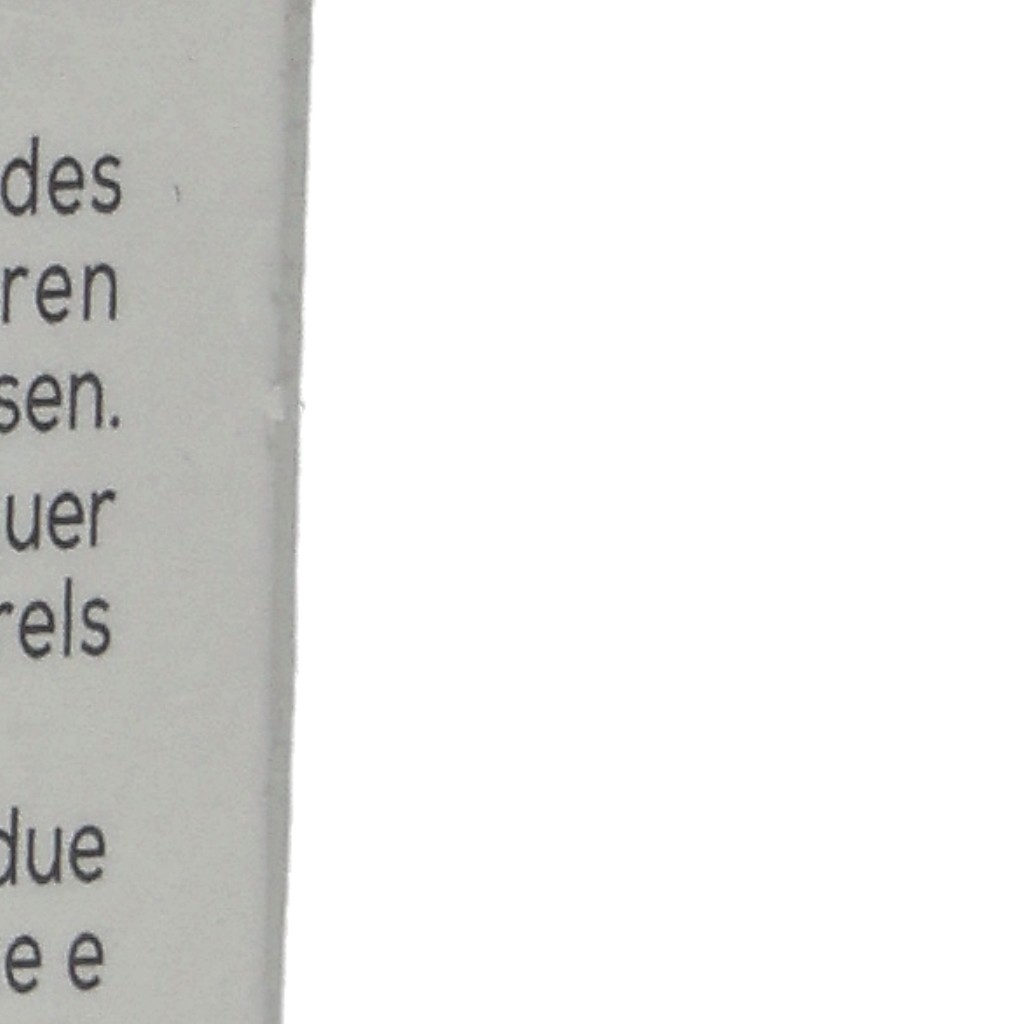 des
ren
sen.
uer
rels
due
e e